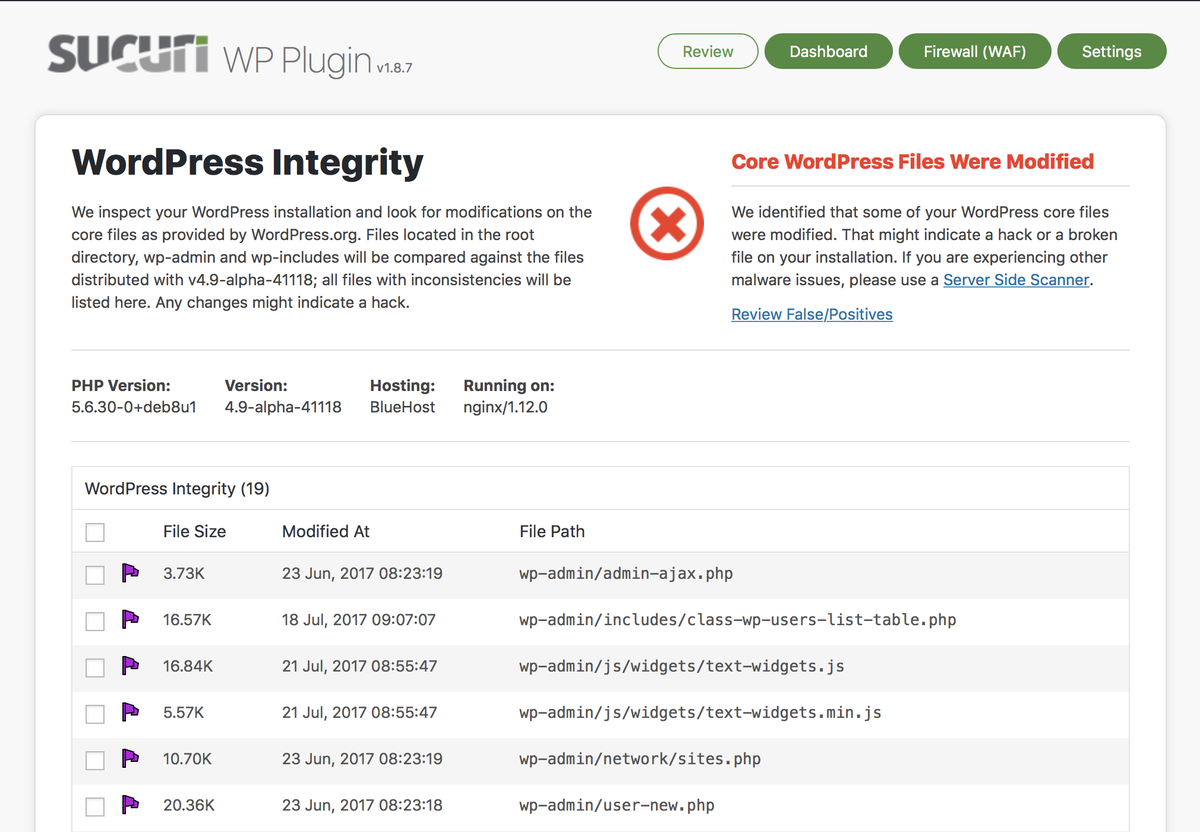 SUCURI WP Plugin v1.8.7
Review Dashboard Firewall (WAF) Settings
WordPress Integrity
We inspect your WordPress installation and look for modifications on the
core files as provided by WordPress.org. Files located in the root
directory, wp-admin and wp-includes will be compared against the files
distributed with v4.9-alpha-41118; all files with inconsistencies will be
listed here. Any changes might indicate a hack.
Core WordPress Files Were Modified
We identified that some of your WordPress core files
were modified. That might indicate a hack or a broken
file on your installation. If you are experiencing other
malware issues, please use a Server Side Scanner.
Review False/Positives
PHP Version: Version: Hosting: Running on:
5.6.30-0+deb8u1 4.9-alpha-41118 BlueHost nginx/1.12.0
WordPress Integrity (19)
File Size Modified At File Path
3.73K 23 Jun, 2017 08:23:19 wp-admin/admin-ajax.php
16.57K 18 Jul, 2017 09:07:07 wp-admin/includes/class-wp-users-list-table.php
16.84K 21 Jul, 2017 08:55:47 wp-admin/js/widgets/text-widgets.js
5.57K 21 Jul, 2017 08:55:47 wp-admin/js/widgets/text-widgets.min.js
10.70K 23 Jun, 2017 08:23:19 wp-admin/network/sites.php
20.36K 23 Jun, 2017 08:23:18 wp-admin/user-new.php